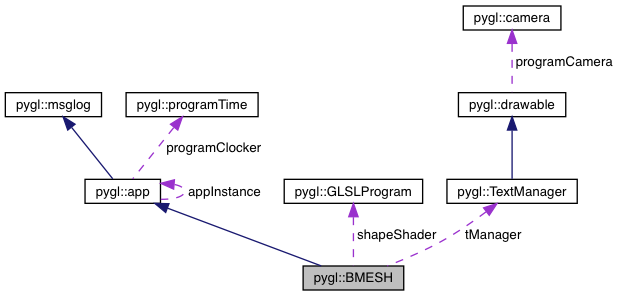 pygl::camera
programCamera
pygl::msglog
pygl::programTime
pygl::drawable
programClocker
pygl::app
appInstance
pygl::GLSLProgram
pygl::TextManager
shapeShader
tManager
pygl::BMESH